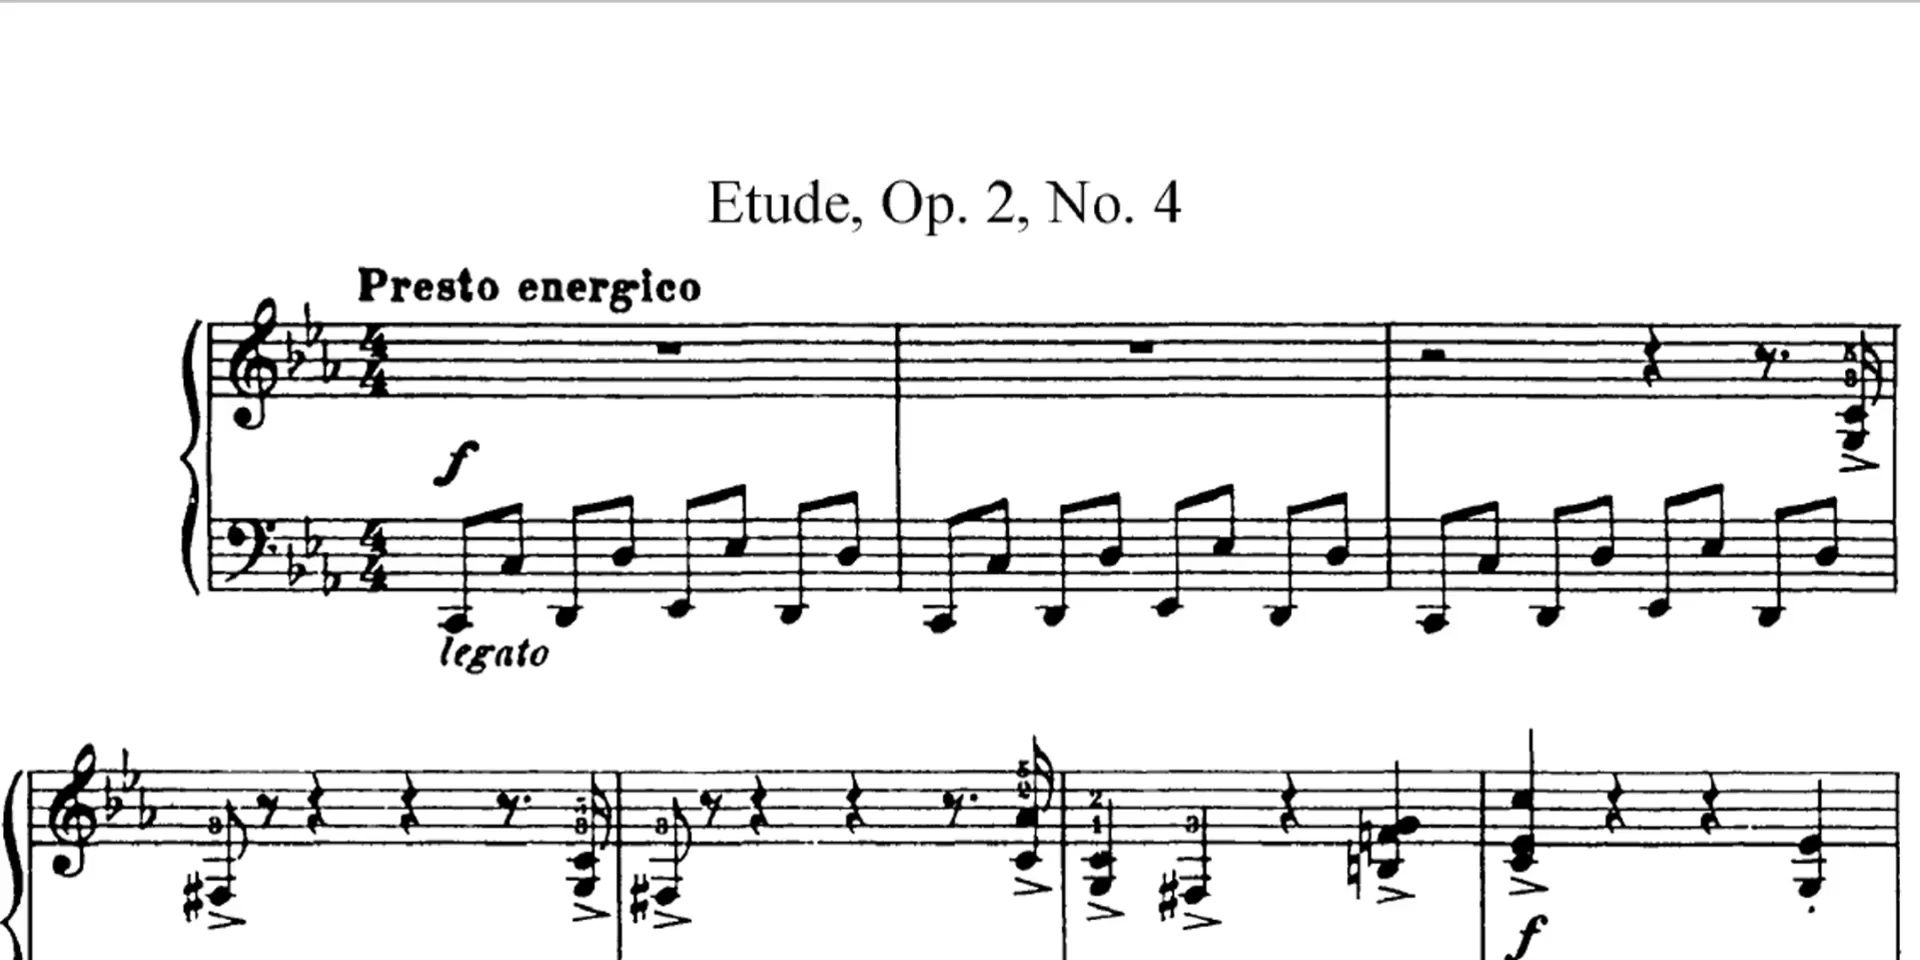 Etude, Op. 2, No. 4
Presto energico
f
legato
f